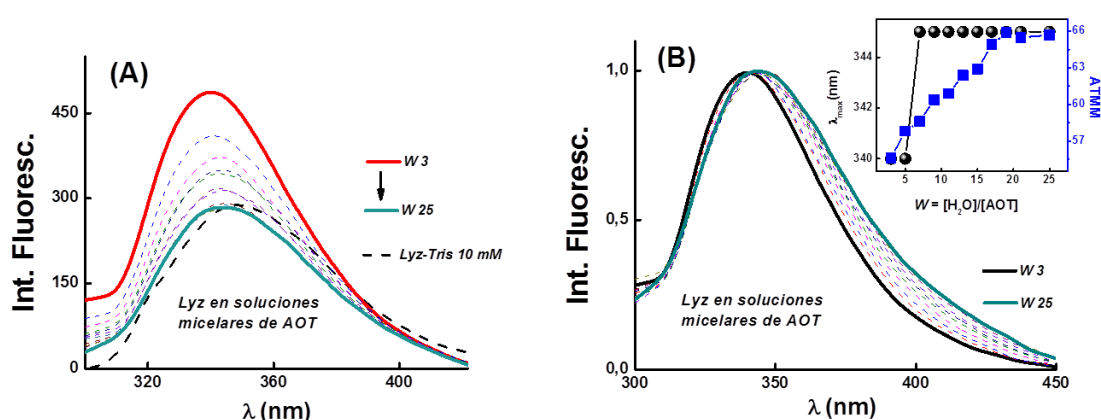 (A)
Int. Fluoresc.
450
300
150
0
320
360
400
λ (nm)
W 3
W 25
Lyz-Tris 10 mM
Lyz en soluciones
micelares de AOT
(B)
Int. Fluoresc.
1,0
0,5
0,0
300
350
400
450
λ (nm)
W 3
W 25
Lyz en soluciones
micelares de AOT
λmax(nm)
344
342
340
66
63
60
57
ATMM
5
10
15
20
25
W = [H₂O]/[AOT]